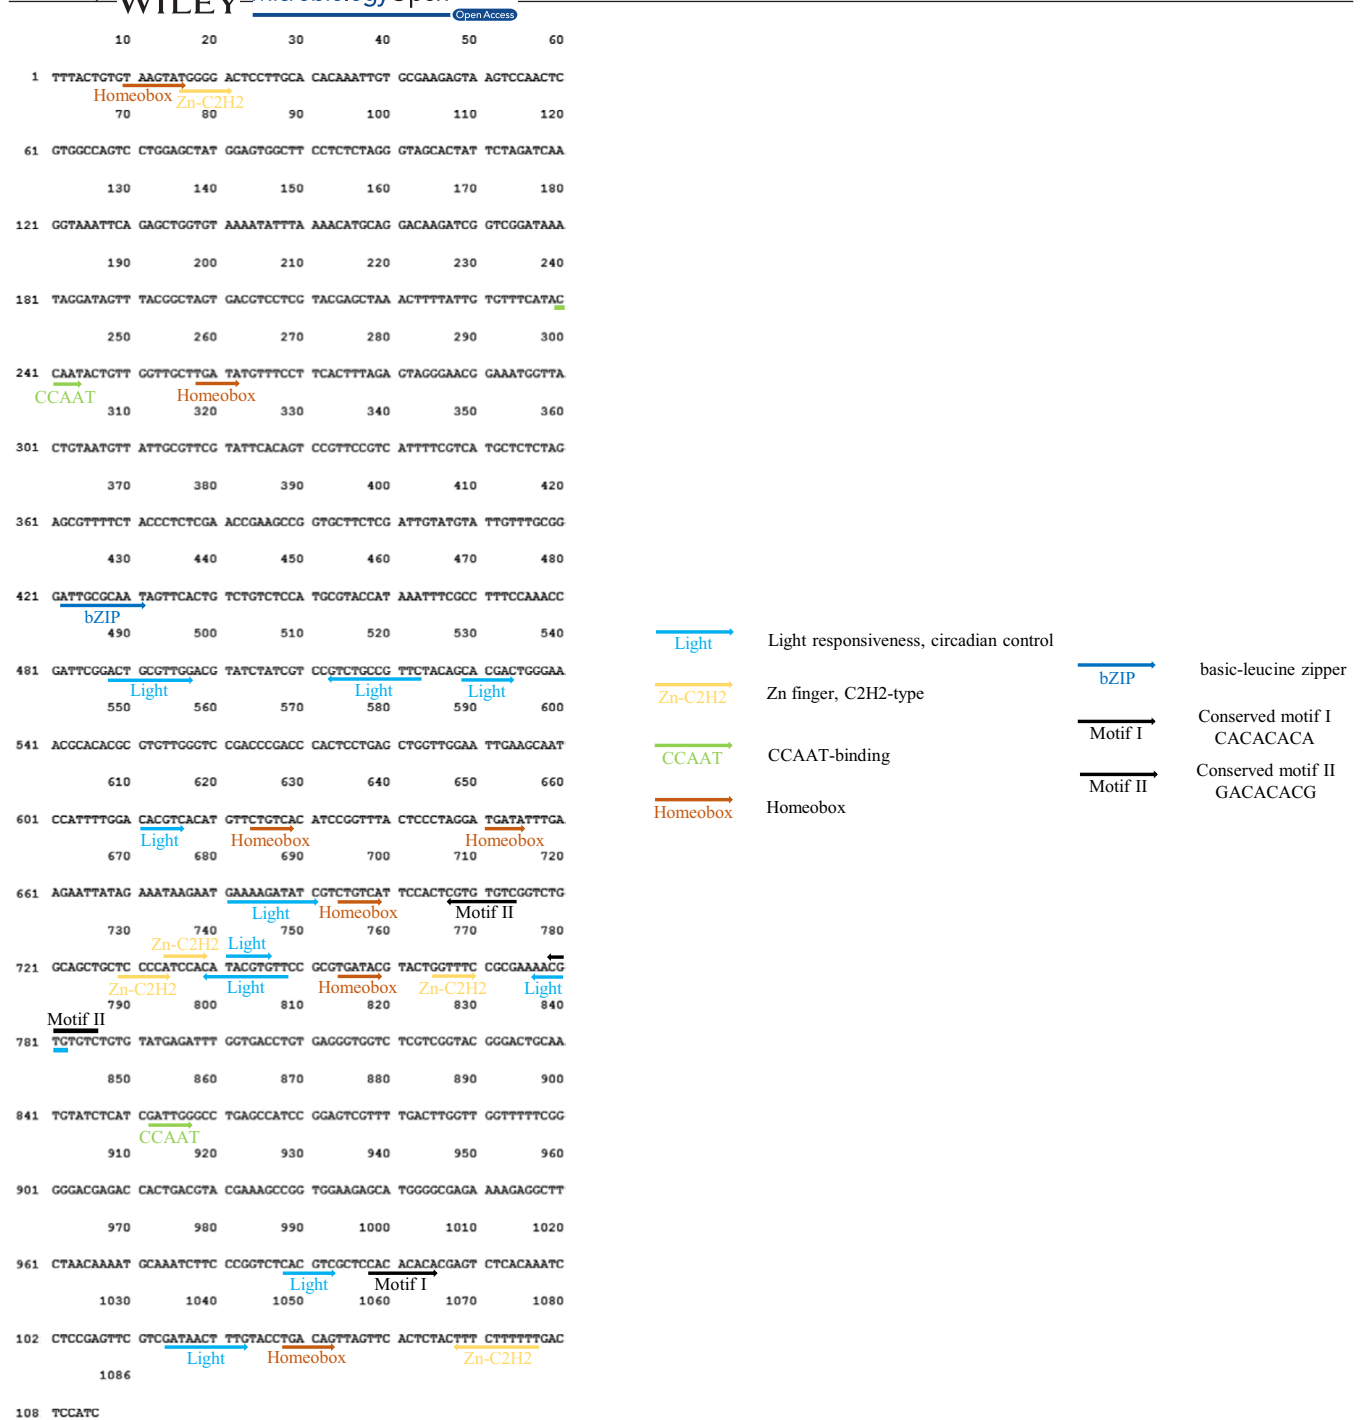 WILEY MicrobiologyOpen
Open Access
10 20 30 40 50 60
1 TTTACTGTGT AAGTATGGGG ACTCCTTGCA CACAAATTGT GCGAAGAGTA AGTCCAACTC
Homeobox Zn-C2H2
70 80 90 100 110 120
61 GTGGCCAGTC CTGGAGCTAT GGAGTGGCTT CCTCTCTAGG GTAGCACTAT TCTAGATCAA
130 140 150 160 170 180
121 GGTAAATTCA GAGCTGGTGT AAAATATTTA AAACATGCAG GACAAGATCG GTCGGATAAA
190 200 210 220 230 240
181 TAGGATAGTT TACGGCTAGT GACGTCCTCG TACGAGCTAA ACTTTTATTG TGTTTCATAC
250 260 270 280 290 300
241 CAATACTGTT GGTTGCTTGA TATGTTTCCT TCACTTTAGA GTAGGGAACG GAAATGGTTA
CCAAT Homeobox
310 320 330 340 350 360
301 CTGTAATGTT ATTGCGTTCG TATTCACAGT CCGTTCCGTC ATTTTCGTCA TGCTCTCTAG
370 380 390 400 410 420
361 AGCGTTTTCT ACCCTCTCGA ACCGAAGCCG GTGCTTCTCG ATTGTATGTA TTGTTTGCGG
430 440 450 460 470 480
421 GATTGCGCAA TAGTTCACTG TCTGTCTCCA TGCGTACCAT AAATTTCGCC TTTCCAAACC
bZIP
490 500 510 520 530 540
481 GATTCGGACT GCGTTGGACG TATCTATCGT CCGTCTGCCG TTCTACAGCA CGACTGGGAA
Light Light Light
550 560 570 580 590 600
541 ACGCACACGC GTGTTGGGTC CGACCCGACC CACTCCTGAG CTGGTTGGAA TTGAAGCAAT
610 620 630 640 650 660
601 CCATTTTGGA CACGTCACAT GTTCTGTCAC ATCCGGTTTA CTCCCTAGGA TGATATTTGA
Light Homeobox Homeobox
670 680 690 700 710 720
661 AGAATTATAG AAATAAGAAT GAAAAGATAT CGTCTGTCAT TCCACTCGTG TGTCGGTCTG
Light Homeobox Motif II
730 740 750 760 770 780
Zn-C2H2 Light
721 GCAGCTGCTC CCCATCCACA TACGTGTTCC GCGTGATACG TACTGGTTTC CGCGAAAACG
Zn-C2H2 Light Homeobox Zn-C2H2 Light
790 800 810 820 830 840
Motif II
781 TGTGTCTGTG TATGAGATTT GGTGACCTGT GAGGGTGGTC TCGTCGGTAC GGGACTGCAA
850 860 870 880 890 900
841 TGTATCTCAT CGATTGGGCC TGAGCCATCC GGAGTCGTTT TGACTTGGTT GGTTTTTCGG
CCAAT
910 920 930 940 950 960
901 GGGACGAGAC CACTGACGTA CGAAAGCCGG TGGAAGAGCA TGGGGCGAGA AAAGAGGCTT
970 980 990 1000 1010 1020
961 CTAACAAAAT GCAAATCTTC CCGGTCTCAC GTCGCTCCAC ACACACGAGT CTCACAAATC
Light Motif I
1030 1040 1050 1060 1070 1080
102 CTCCGAGTTC GTCGATAACT TTGTACCTGA CAGTTAGTTC ACTCTACTTT CTTTTTTGAC
Light Homeobox Zn-C2H2
1086
108 TCCATC
Light Light responsiveness, circadian control
Zn-C2H2 Zn finger, C2H2-type
CCAAT CCAAT-binding
Homeobox Homeobox
bZIP basic-leucine zipper
Motif I Conserved motif I
CACACACA
Motif II Conserved motif II
GACACACG